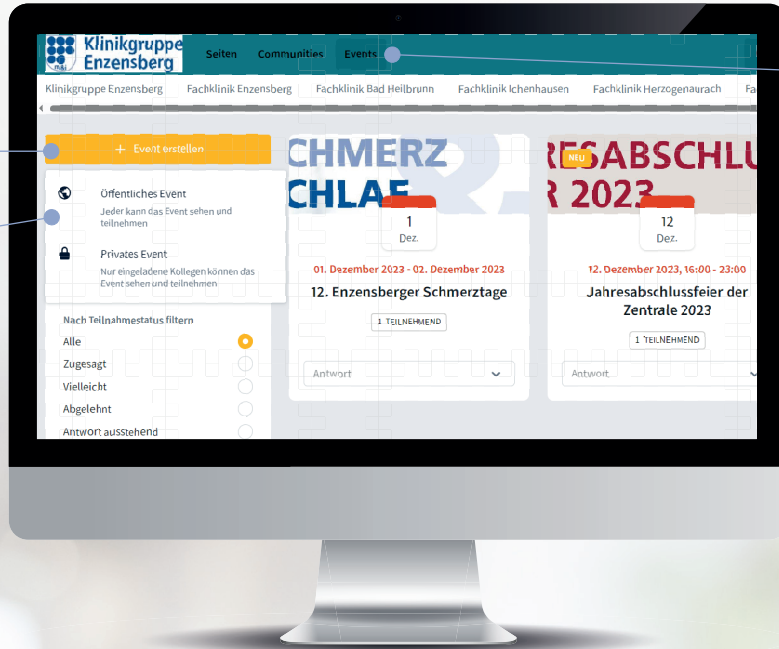 Klinikgruppe
Enzensberg
m&i
Seiten Communities Events
Klinikgruppe Enzensberg Fachklinik Enzensberg Fachklinik Bad Heilbrunn Fachklinik Ichenhausen Fachklinik Herzogenaurach Fa
+ Event erstellen
Öffentliches Event
Jeder kann das Event sehen und
teilnehmen
Privates Event
Nur eingeladene Kollegen können das
Event sehen und teilnehmen
Nach Teilnahmestatus filtern
Alle
Zugesagt
Vielleicht
Abgelehnt
Antwort ausstehend
CHMERZ
CHLAF
1
Dez.
01. Dezember 2023 - 02. Dezember 2023
12. Enzensberger Schmerztage
1 TEILNEHMEND
Antwort
RESABSCHLU
NEU
R 2023
12
Dez.
12. Dezember 2023, 16:00 - 23:00
Jahresabschlussfeier der
Zentrale 2023
1 TEILNEHMEND
Antwort